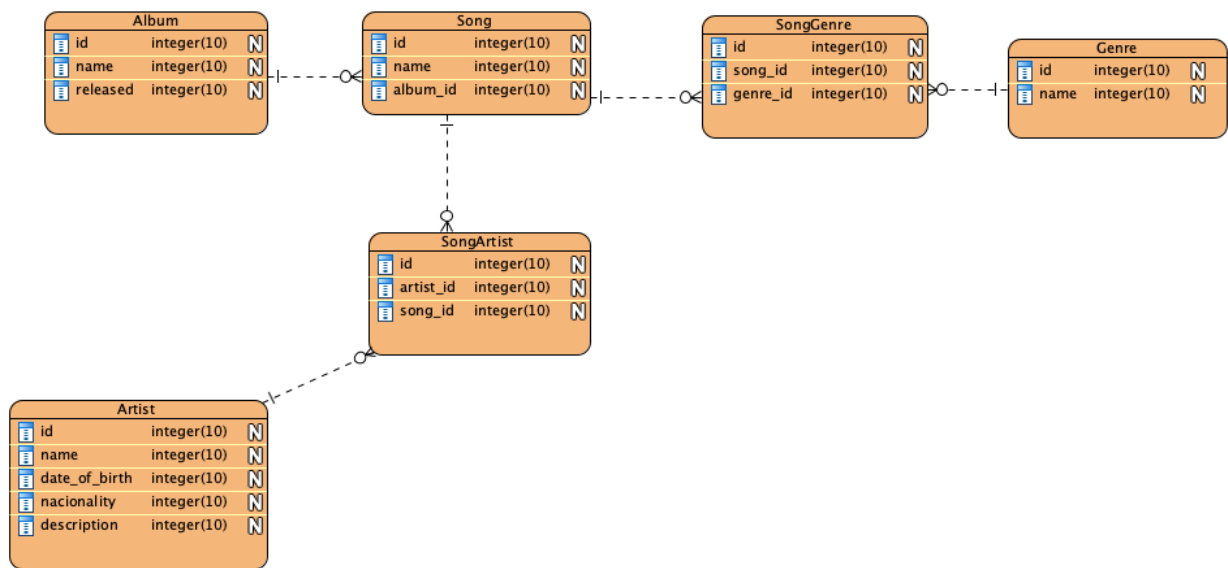 Album
id integer(10) N
name integer(10) N
released integer(10) N
Song
id integer(10) N
name integer(10) N
album_id integer(10) N
SongGenre
id integer(10) N
song_id integer(10) N
genre_id integer(10) N
Genre
id integer(10) N
name integer(10) N
SongArtist
id integer(10) N
artist_id integer(10) N
song_id integer(10) N
Artist
id integer(10) N
name integer(10) N
date_of_birth integer(10) N
nacionality integer(10) N
description integer(10) N